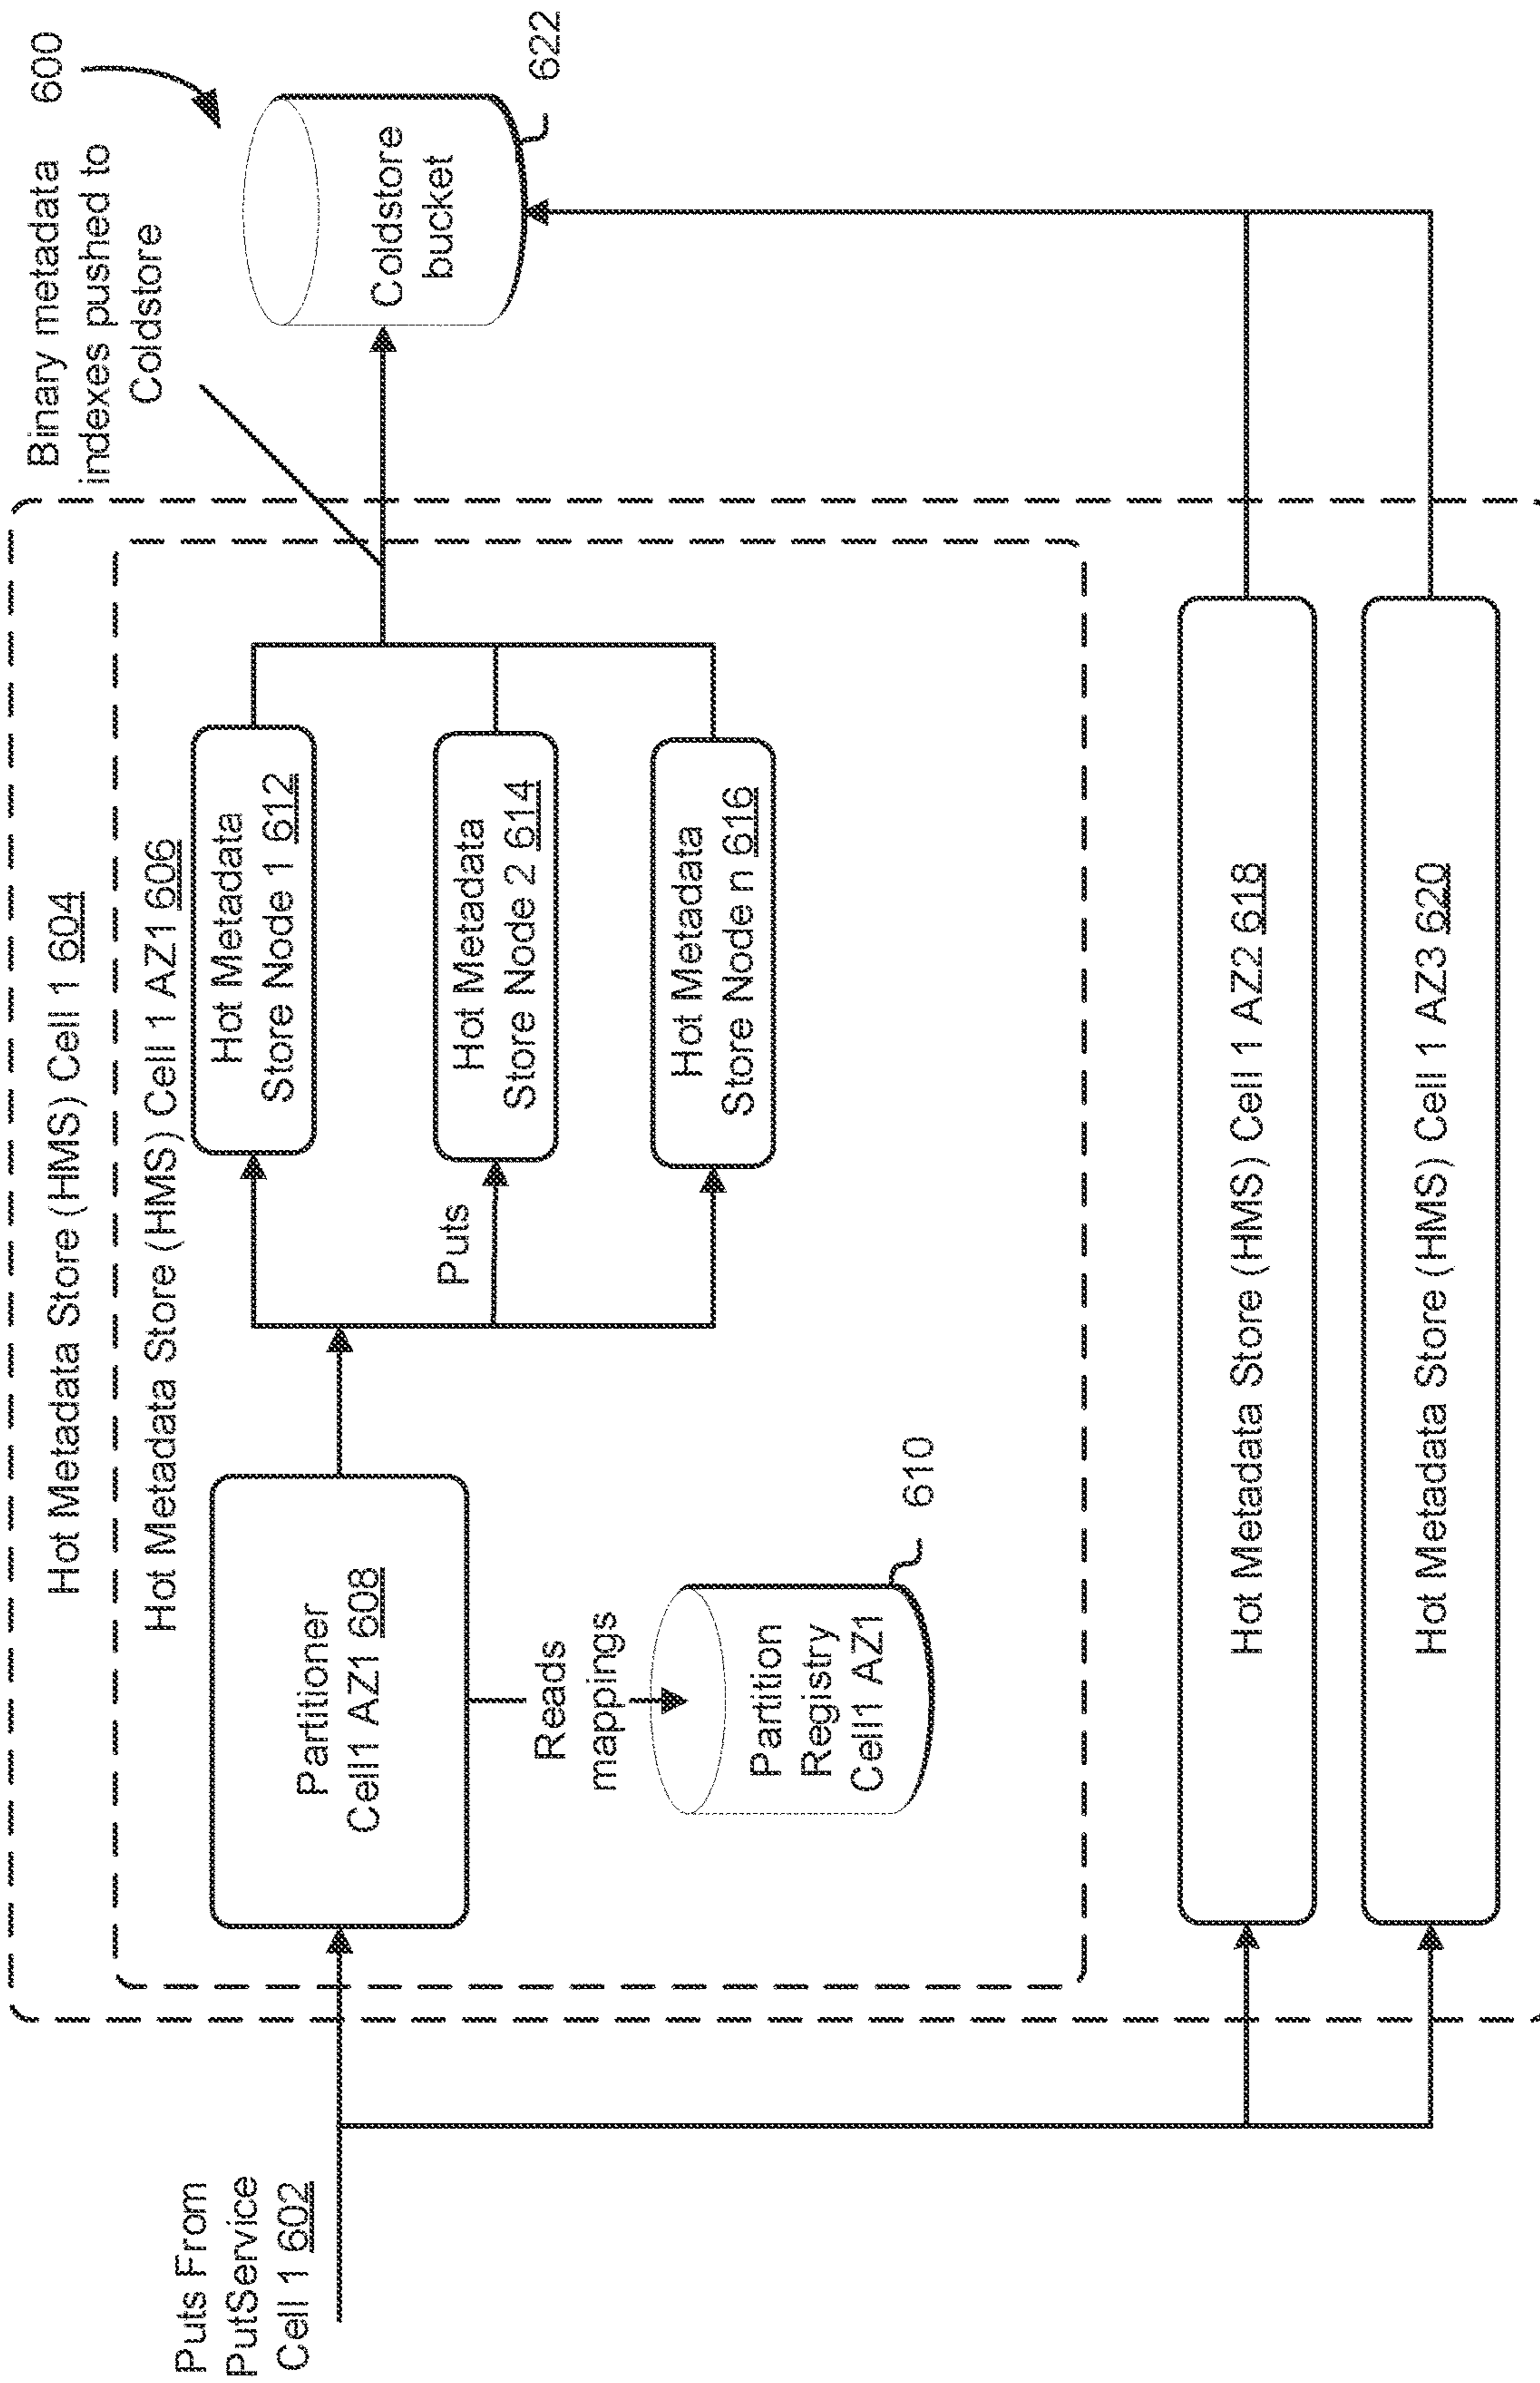 Puts From
PutService
Cell 1 602
Hot Metadata Store (HMS) Cell 1 604
Hot Metadata Store (HMS) Cell 1 AZ1 606
Partitioner
Cell1 AZ1 608
Reads
mappings
Partition
Registry
Cell1 AZ1
610
Puts
Hot Metadata
Store Node 1 612
Hot Metadata
Store Node 2 614
Hot Metadata
Store Node n 616
Hot Metadata Store (HMS) Cell 1 AZ2 618
Hot Metadata Store (HMS) Cell 1 AZ3 620
Binary metadata
indexes pushed to
Coldstore
600
Coldstore
bucket
622